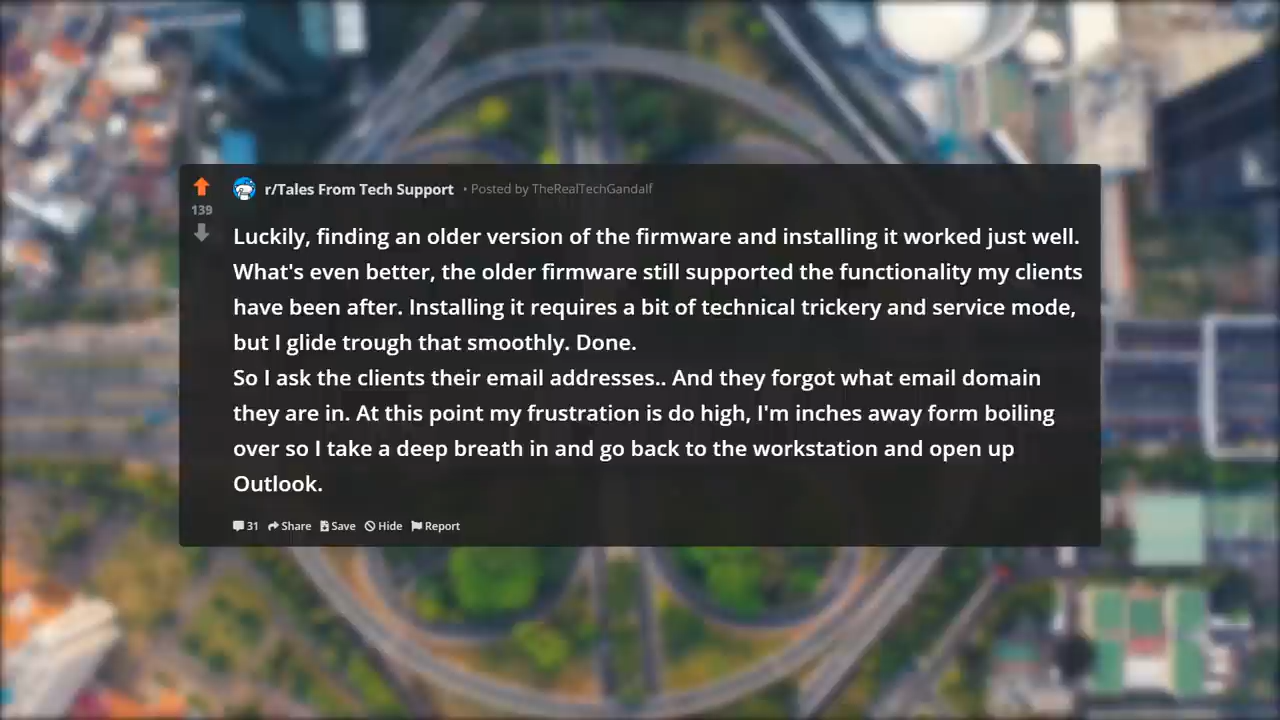 r/Tales From Tech Support • Posted by TheRealTechGandalf
139
Luckily, finding an older version of the firmware and installing it worked just well.
What's even better, the older firmware still supported the functionality my clients
have been after. Installing it requires a bit of technical trickery and service mode,
but I glide trough that smoothly. Done.
So I ask the clients their email addresses.. And they forgot what email domain
they are in. At this point my frustration is do high, I'm inches away form boiling
over so I take a deep breath in and go back to the workstation and open up
Outlook.
31 Share Save Hide Report